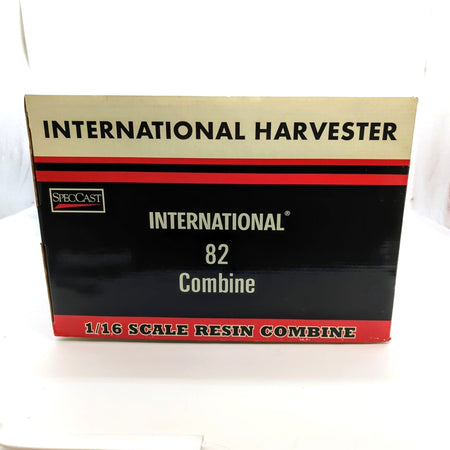 INTERNATIONAL HARVESTER
SPECCAST
INTERNATIONAL®
82
Combine
1/16 SCALE RESIN COMBINE